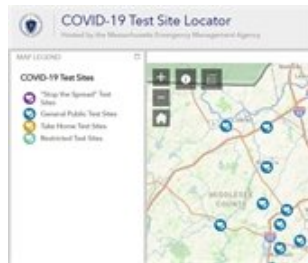 COVID-19 Test Site Locator
Hosted by the Massachusetts Emergency Management Agency
MAP LEGEND
COVID-19 Test Sites
"Stop the Spread" Test
Sites
General Public Test Sites
Take Home Test Sites
Restricted Test Sites
MIDDLESEX
COUNTY